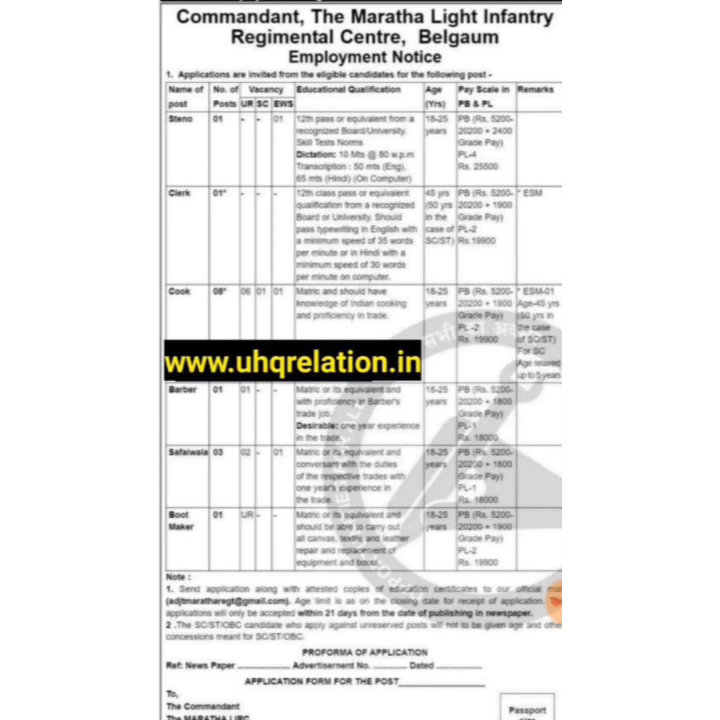 Commandant, The Maratha Light Infantry
Regimental Centre, Belgaum
Employment Notice
1. Applications are invited from the eligible candidates for the following post -
Name of post | No. of Posts | Vacancy UR SC EWS | Educational Qualification | Age (Yrs) | Pay Scale in PB & PL | Remarks
Steno 01 - - 01 12th pass or equivalent from a 18-25 PB (Rs. 5200-
recognized Board/University. years 20200 + 2400
Skill Tests Norms Grade Pay)
Dictation: 10 Mts @ 80 w.p.m PL-4
Transcription : 50 mts (Eng), Rs. 25500
65 mts (Hindi) (On Computer)
Clerk 01* - - - 12th class pass or equivalent 45 yrs PB (Rs. 5200- * ESM
qualification from a recognized (50 yrs 20200 + 1900
Board or University. Should in the Grade Pay)
pass typewriting in English with case of PL-2
a minimum speed of 35 words SC/ST) Rs.19900
per minute or in Hindi with a
minimum speed of 30 words
per minute on computer.
Cook 08* 06 01 01 Matric and should have 18-25 PB (Rs. 5200- * ESM-01
knowledge of Indian cooking years 20200 + 1900 Age-45 yrs
and proficiency in trade. Grade Pay) (50 yrs in
PL-2 the case
Rs. 19900 of SC/ST)
For SC
Age relaxed
up to 5 years
www.uhqrelation.in
Barber 01 01 - - Matric or its equivalent and 18-25 PB (Rs. 5200-
with proficiency in Barber's years 20200 + 1800
trade job. Grade Pay)
Desirable: one year experience PL-1
in the trade. Rs. 18000
Safaiwala 03 02 - 01 Matric or its equivalent and 18-25 PB (Rs. 5200-
conversant with the duties years 20200 + 1800
of the respective trades with Grade Pay)
one year's experience in PL-1
the trade. Rs. 18000
Boot Maker 01 UR - - Matric or its equivalent and 18-25 PB (Rs. 5200-
should be able to carry out years 20200 + 1900
all canvas, textile and leather Grade Pay)
repair and replacement of PL-2
equipment and boots. Rs. 19900
Note :
1. Send application along with attested copies of education certificates to our official
(adjtmaratharegt@gmail.com). Age limit is as on the closing date for receipt of application. The
applications will only be accepted within 21 days from the date of publishing in newspaper.
2 .The SC/ST/OBC candidate who apply against unreserved posts will not to be given age and
concessions meant for SC/ST/OBC.
PROFORMA OF APPLICATION
Ref: News Paper ____ Advertisernent No. ____ Dated ____
APPLICATION FORM FOR THE POST____
To,
The Commandant
The MARATHA LIRC
Passport
size